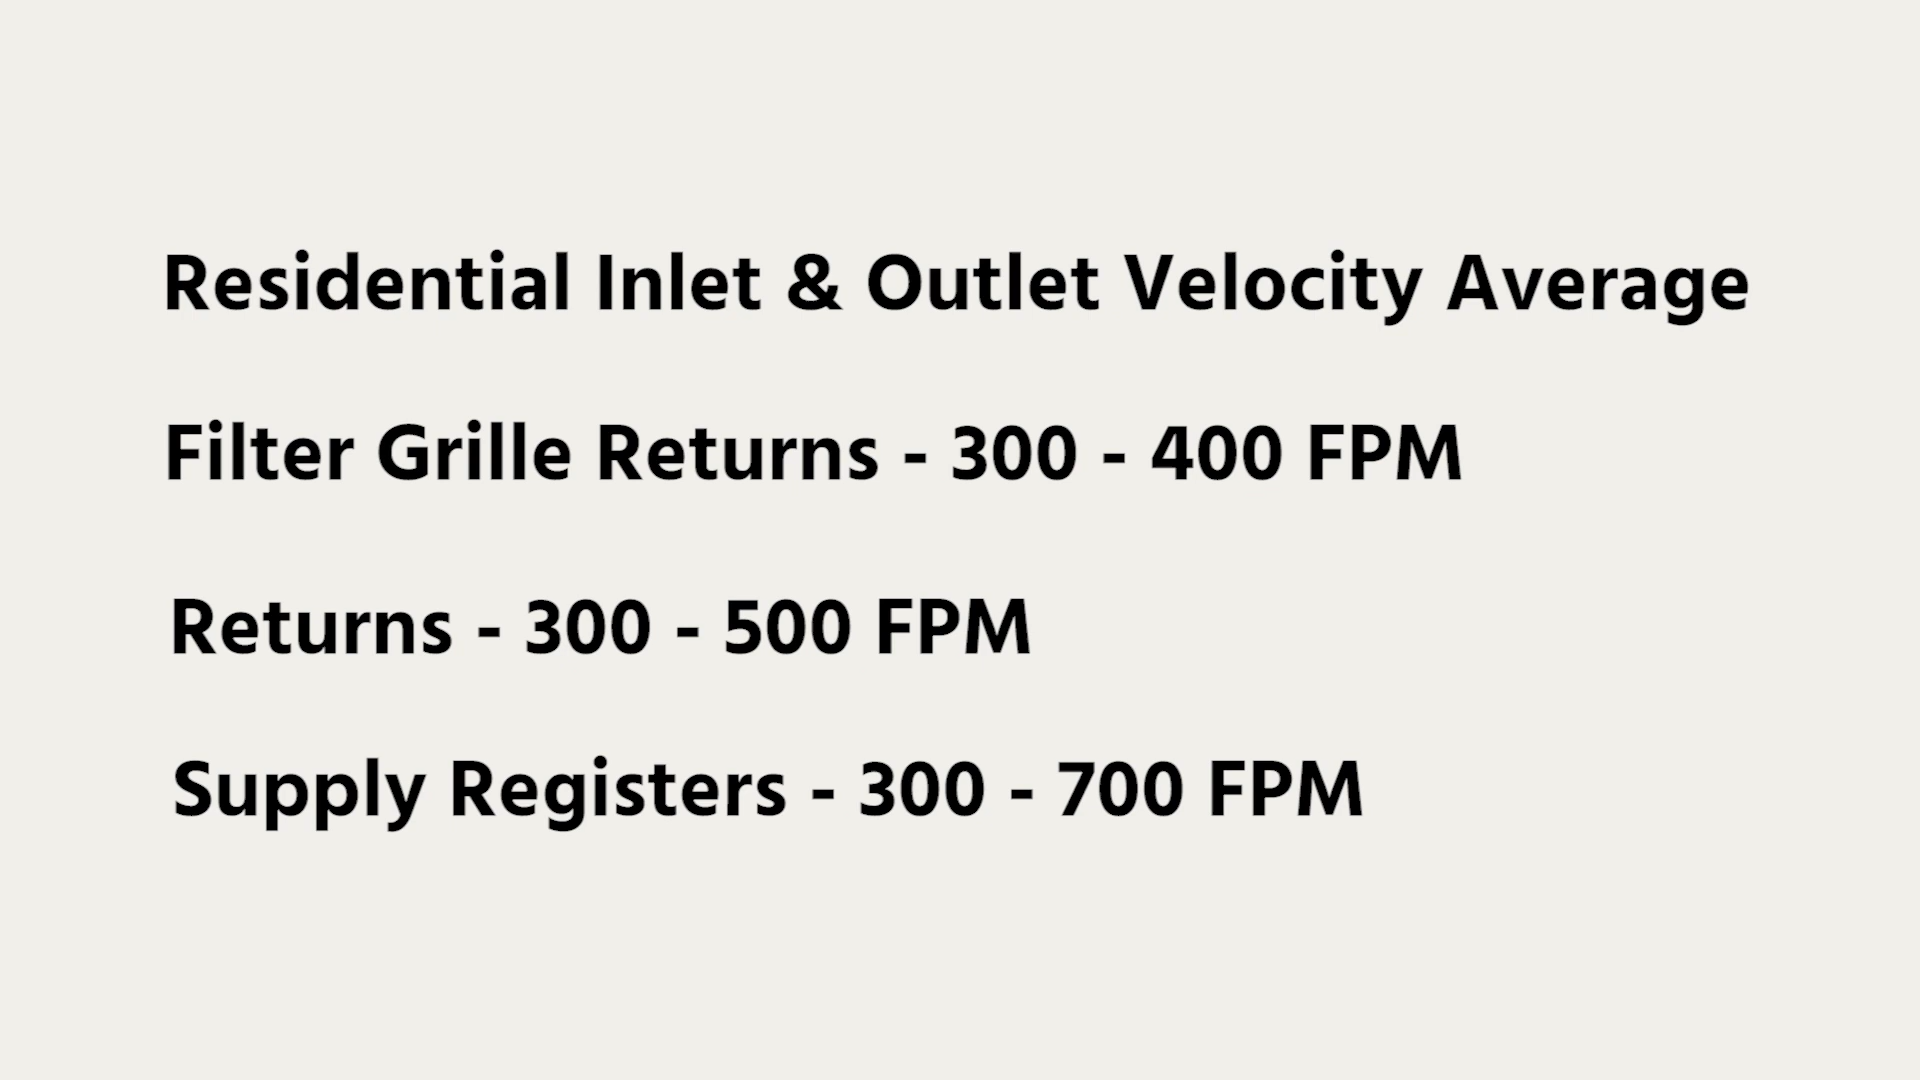 Residential Inlet & Outlet Velocity Average
Filter Grille Returns - 300 - 400 FPM
Returns - 300 - 500 FPM
Supply Registers - 300 - 700 FPM